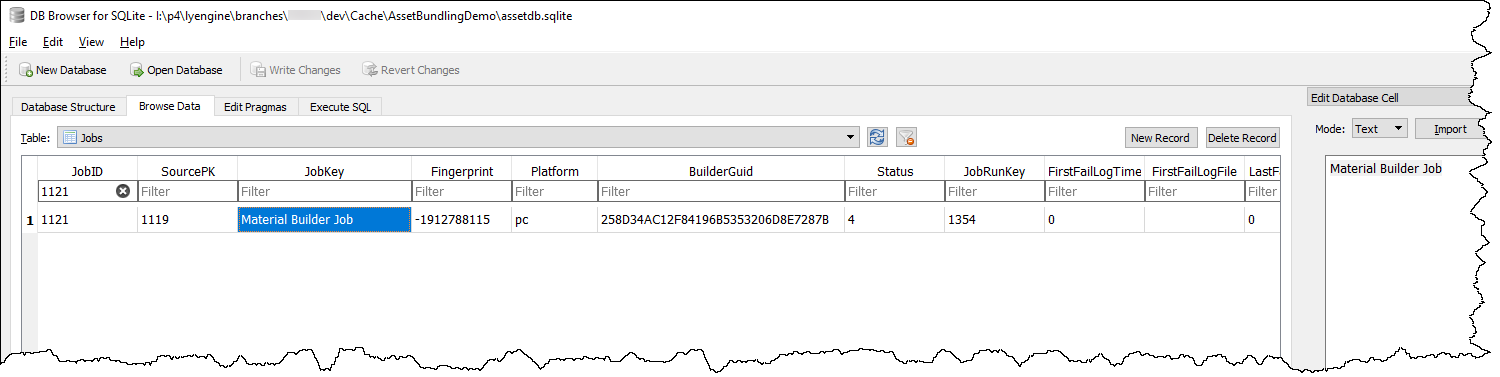 DB Browser for SQLite - I:\p4\lyengine\branches\ \dev\Cache\AssetBundlingDemo\assetdb.sqlite
File Edit View Help
New Database Open Database Write Changes Revert Changes
Database Structure Browse Data Edit Pragmas Execute SQL
Edit Database Cell
Table: Jobs New Record Delete Record
Mode: Text Import
JobID SourcePK JobKey Fingerprint Platform BuilderGuid Status JobRunKey FirstFailLogTime FirstFailLogFile LastF
1121 Filter Filter Filter Filter Filter Filter Filter Filter Filter Filter
1 1121 1119 Material Builder Job -1912788115 pc 258D34AC12F84196B5353206D8E7287B 4 1354 0 0
Material Builder Job